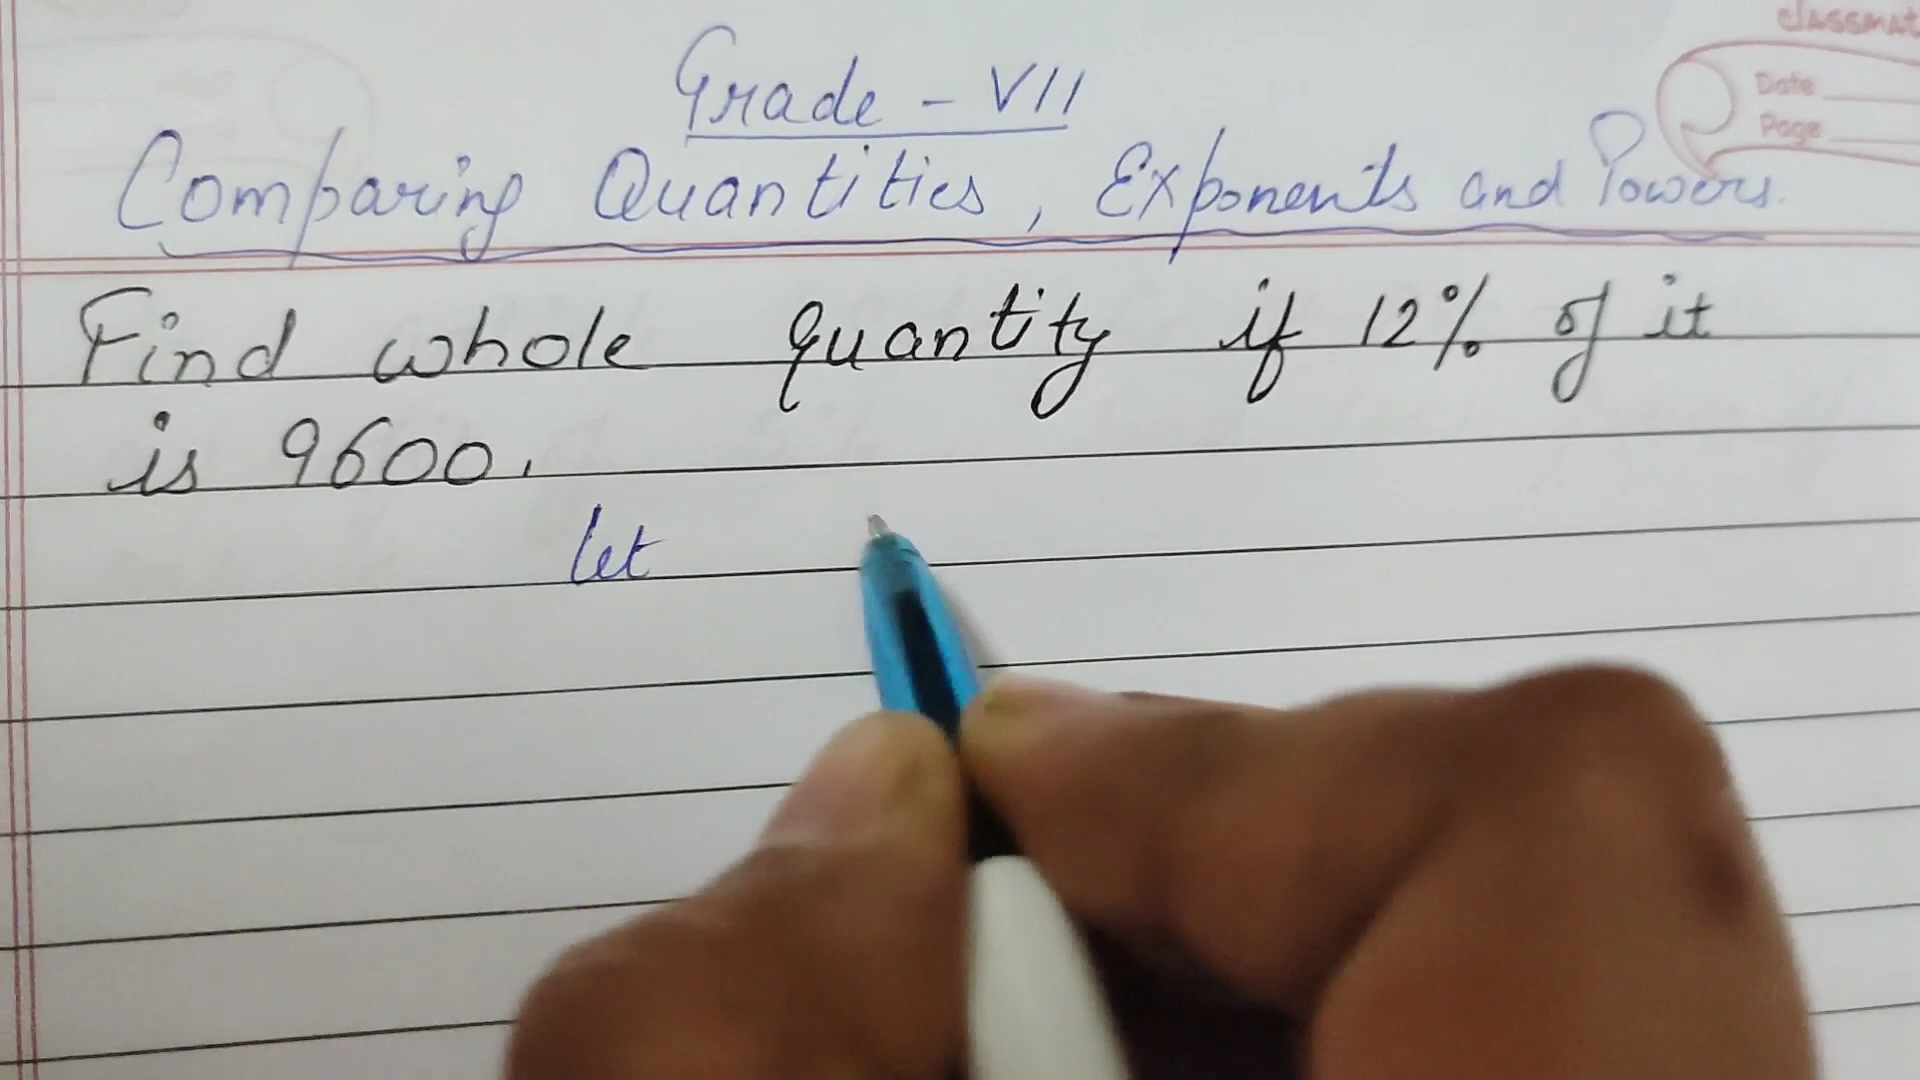 classmat
Date
Page
Grade - VII
Comparing Quantities, Exponents and Powers.
Find whole quantity if 12% of it
is 9600.
let